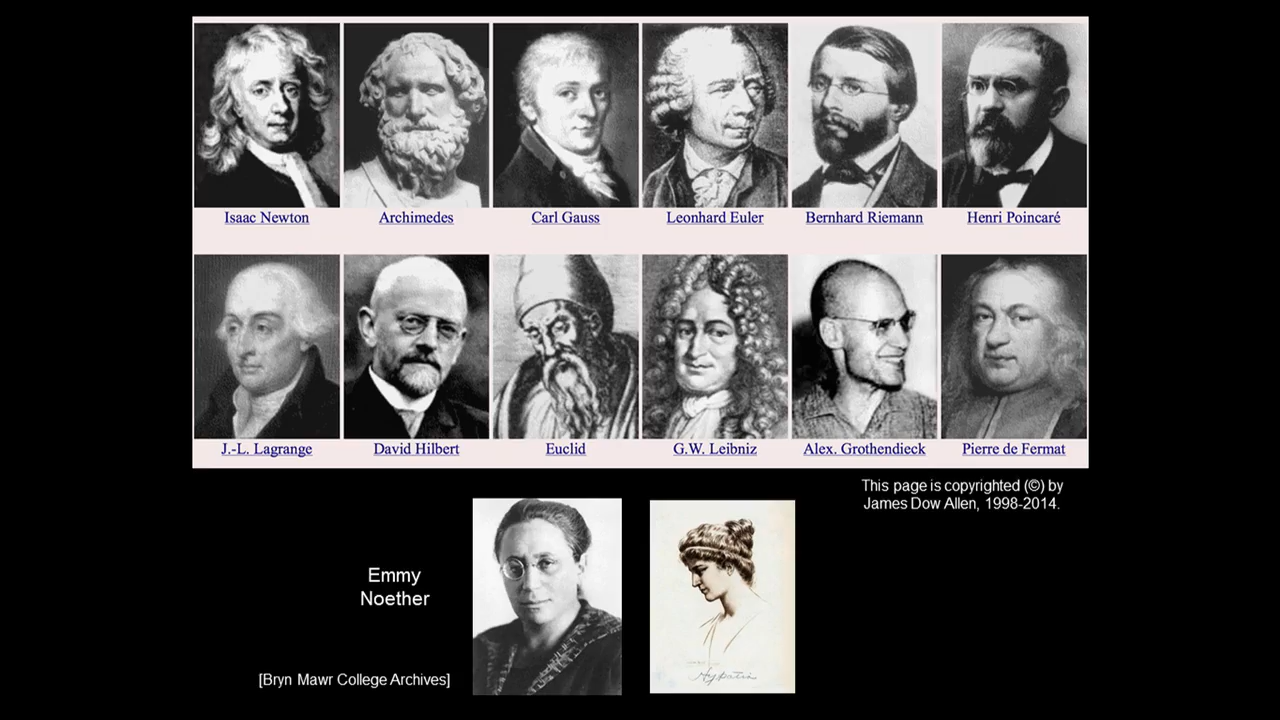 Isaac Newton
Archimedes
Carl Gauss
Leonhard Euler
Bernhard Riemann
Henri Poincaré
J.-L. Lagrange
David Hilbert
Euclid
G.W. Leibniz
Alex. Grothendieck
Pierre de Fermat
This page is copyrighted (©) by
James Dow Allen, 1998-2014.
Emmy
Noether
[Bryn Mawr College Archives]
Hypatia